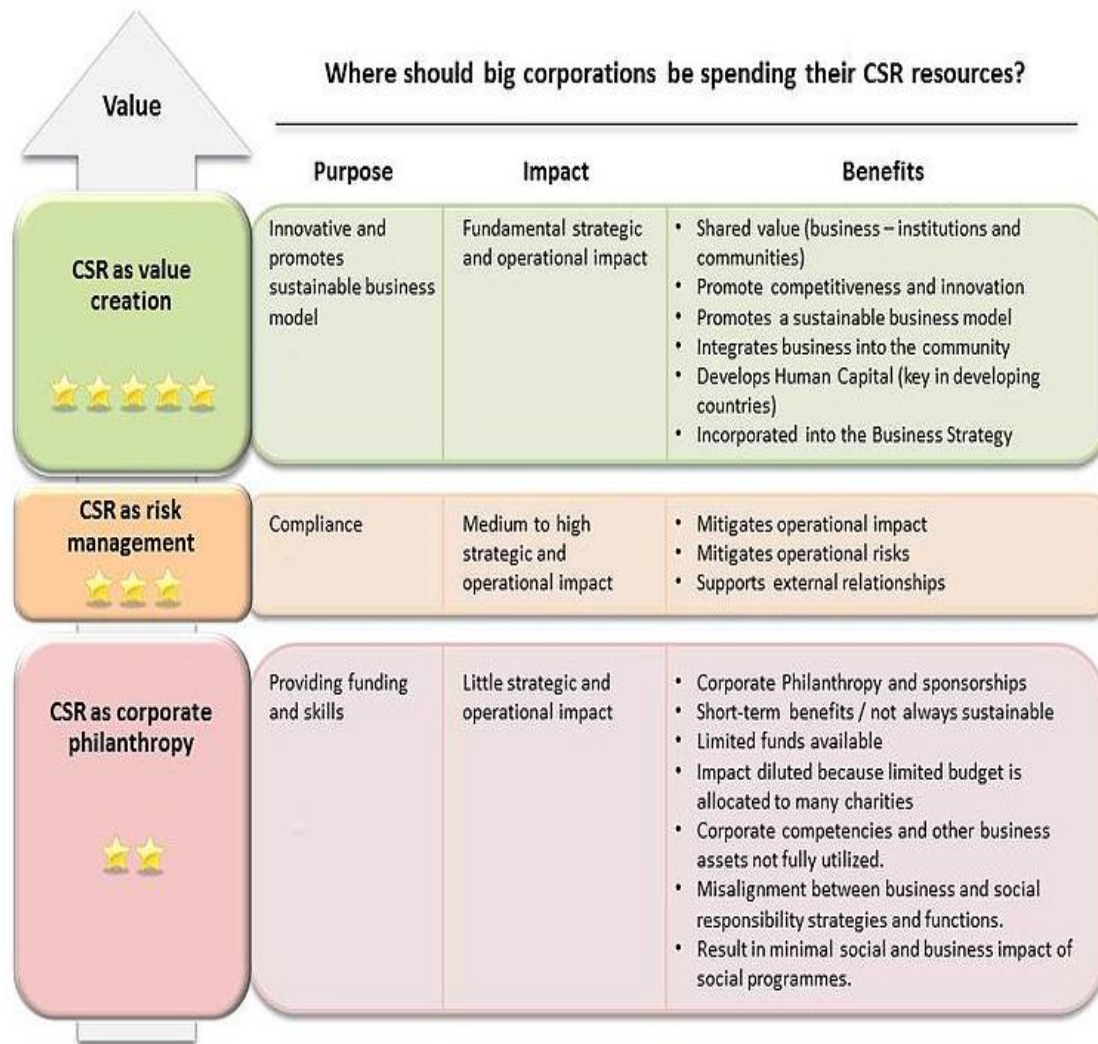 Where should big corporations be spending their CSR resources?
Value
Purpose
Impact
Benefits
CSR as value
creation
Innovative and
promotes
sustainable business
model
Fundamental strategic
and operational impact
• Shared value (business – institutions and
communities)
• Promote competitiveness and innovation
• Promotes a sustainable business model
• Integrates business into the community
• Develops Human Capital (key in developing
countries)
• Incorporated into the Business Strategy
CSR as risk
management
Compliance
Medium to high
strategic and
operational impact
• Mitigates operational impact
• Mitigates operational risks
• Supports external relationships
CSR as corporate
philanthropy
Providing funding
and skills
Little strategic and
operational impact
• Corporate Philanthropy and sponsorships
• Short-term benefits / not always sustainable
• Limited funds available
• Impact diluted because limited budget is
allocated to many charities
• Corporate competencies and other business
assets not fully utilized.
• Misalignment between business and social
responsibility strategies and functions.
• Result in minimal social and business impact of
social programmes.